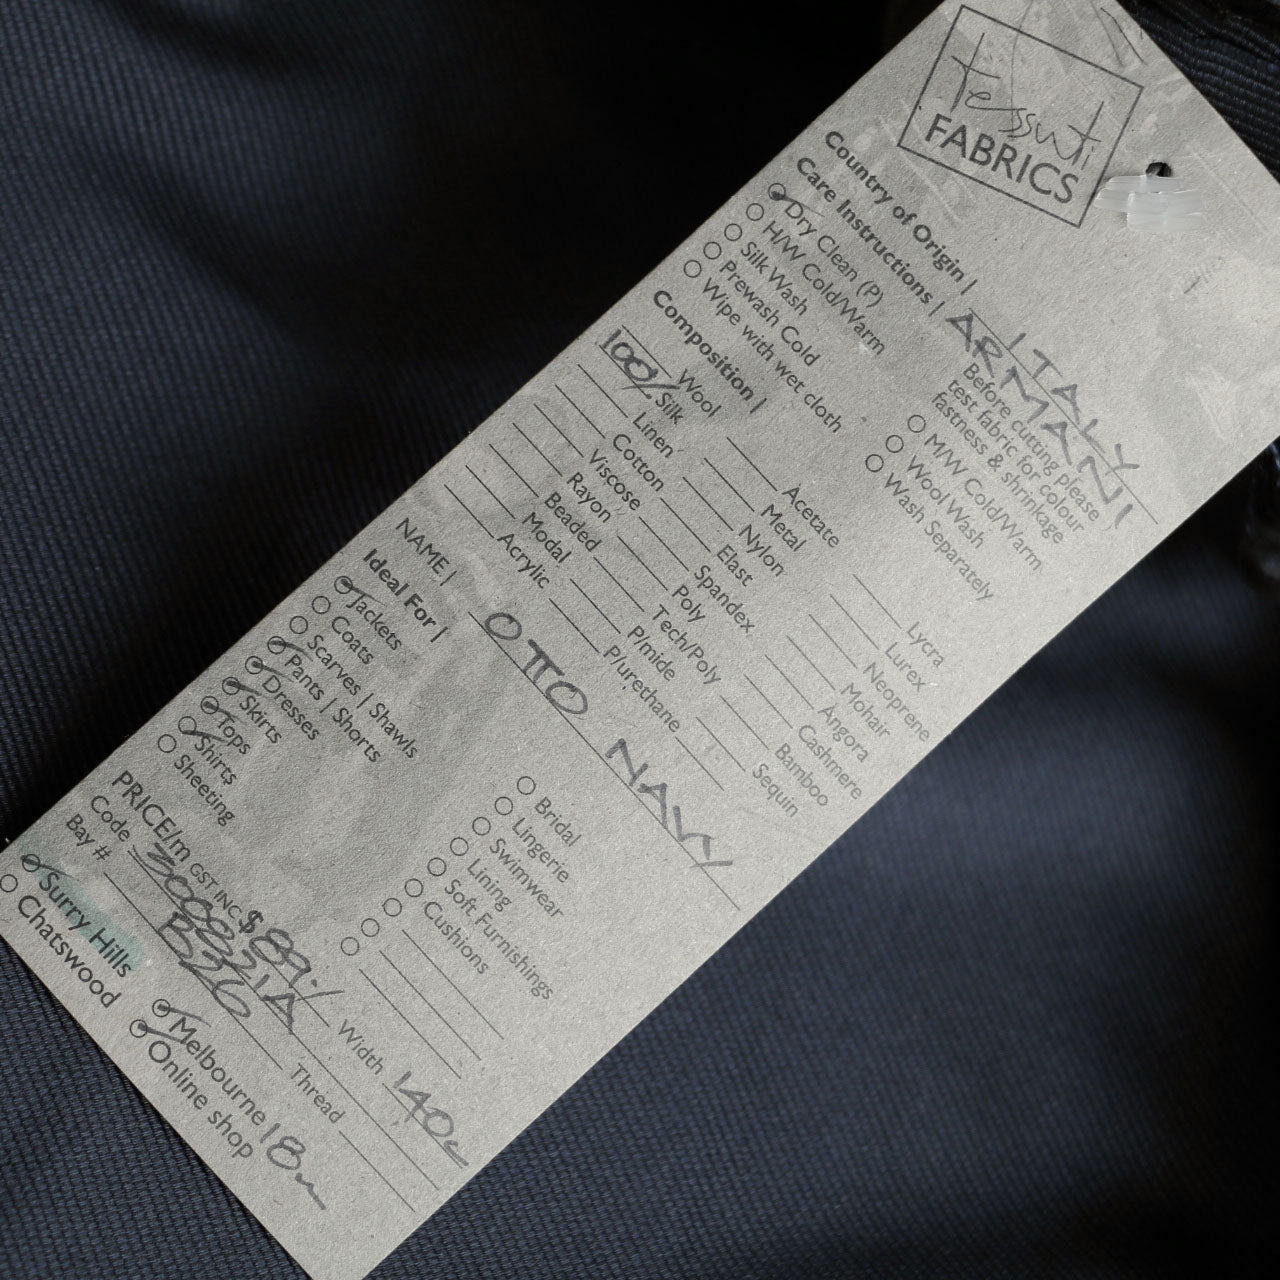 tessuti
FABRICS
Country of Origin | ITALY
Care Instructions | ARMANI
Dry Clean (P)
H/W Cold/Warm
Silk Wash
Prewash Cold
Wipe with wet cloth
Before cutting please
test fabric for colour
fastness & shrinkage
M/W Cold/Warm
Wool Wash
Wash Separately
Composition |
Wool
100% Silk
Linen
Cotton
Viscose
Rayon
Beaded
Modal
Acrylic
Acetate
Metal
Nylon
Elast
Spandex
Poly
Tech/Poly
P/mide
P/urethane
Lycra
Lurex
Neoprene
Mohair
Angora
Cashmere
Bamboo
Sequin
NAME | OTTO NAVY
Ideal For |
Jackets
Coats
Scarves | Shawls
Pants | Shorts
Dresses
Skirts
Tops
Shirts
Sheeting
Bridal
Lingerie
Swimwear
Lining
Soft Furnishings
Cushions
PRICE/m GST INC $ 89./ Width 140c
Code 300821A
Bay # B26 Thread
Surry Hills
Chatswood
Melbourne 18m
Online shop